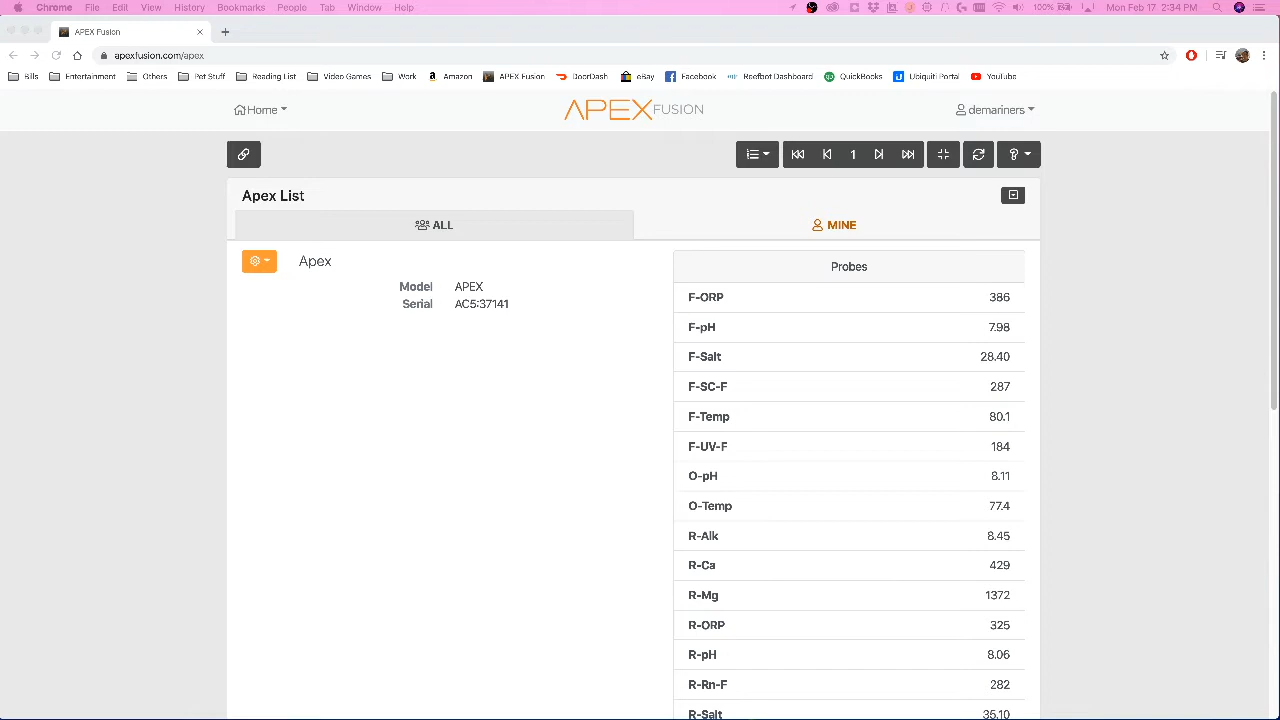 Chrome File Edit View History Bookmarks People Tab Window Help 100% Mon Feb 17 2:34 PM
APEX Fusion
apexfusion.com/apex
Bills Entertainment Others Pet Stuff Reading List Video Games Work Amazon APEX Fusion DoorDash eBay Facebook Reefbot Dashboard QuickBooks Ubiquiti Portal YouTube
Home APEX FUSION demariners
1
Apex List
ALL MINE
Apex Probes
Model APEX
Serial AC5:37141
F-ORP 386
F-pH 7.98
F-Salt 28.40
F-SC-F 287
F-Temp 80.1
F-UV-F 184
O-pH 8.11
O-Temp 77.4
R-Alk 8.45
R-Ca 429
R-Mg 1372
R-ORP 325
R-pH 8.06
R-Rn-F 282
R-Salt 35.10